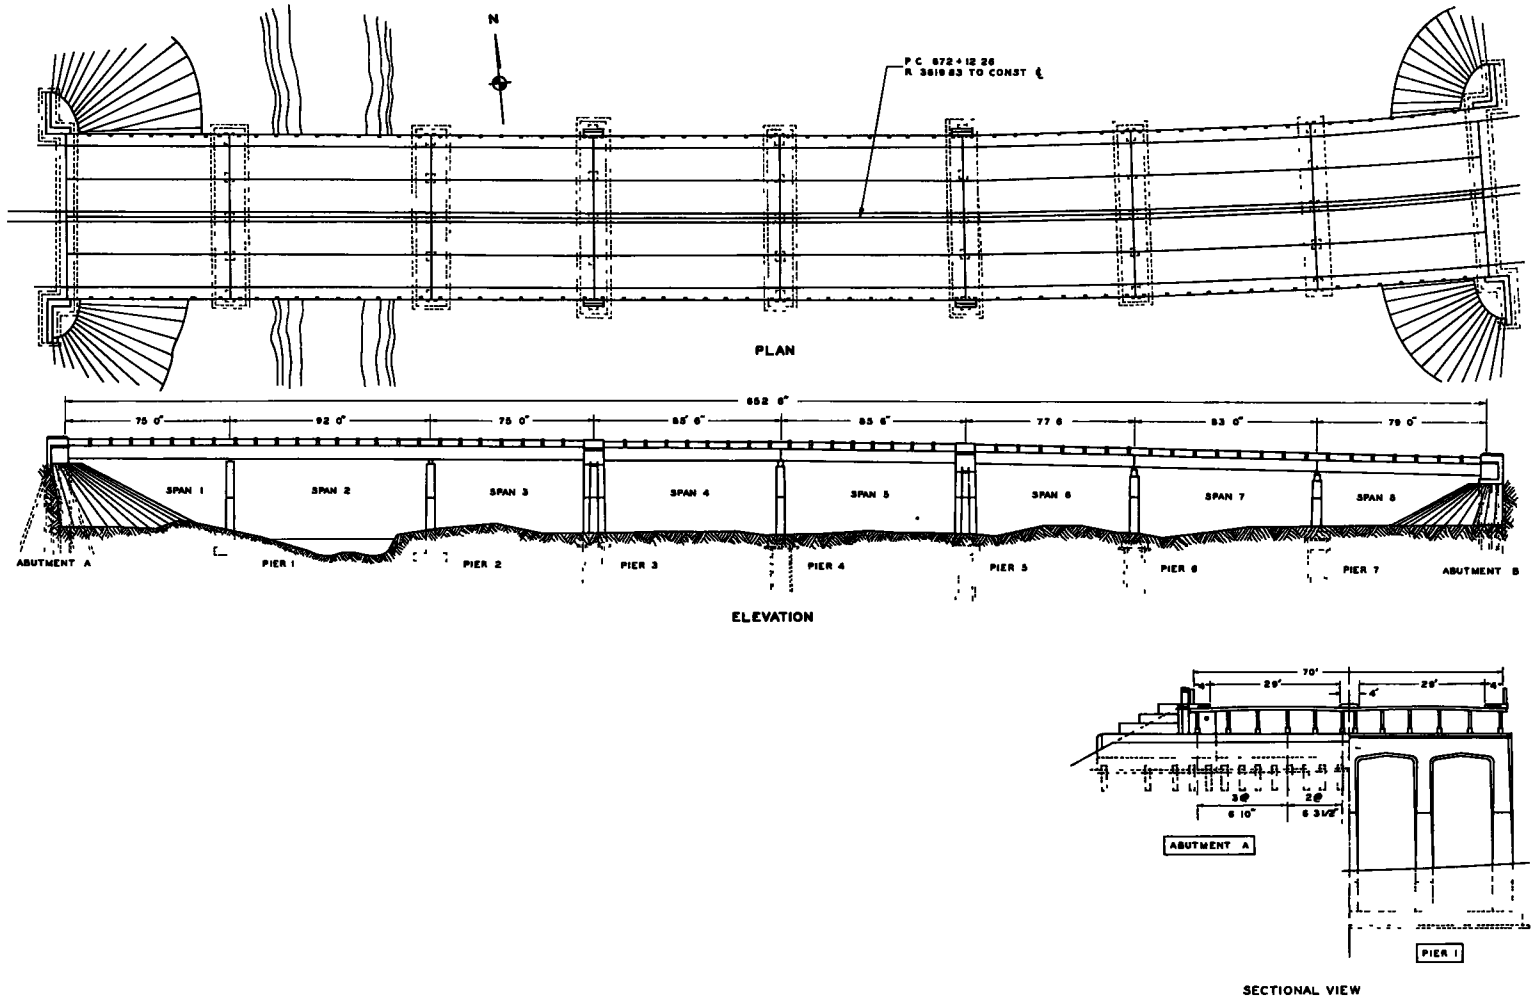 N
P C 672+12 26
R 3819 83 TO CONST ℄
PLAN
652 6"
75 0" 92 0" 75 0" 85' 6" 85 6" 77 6 83 0" 79 0"
SPAN 1 SPAN 2 SPAN 3 SPAN 4 SPAN 5 SPAN 6 SPAN 7 SPAN 8
ABUTMENT A PIER 1 PIER 2 PIER 3 PIER 4 PIER 5 PIER 6 PIER 7 ABUTMENT B
ELEVATION
70'
4' 29' 4' 29' 4'
3@ 2@
6 10" 6 3 1/2"
ABUTMENT A
PIER 1
SECTIONAL VIEW